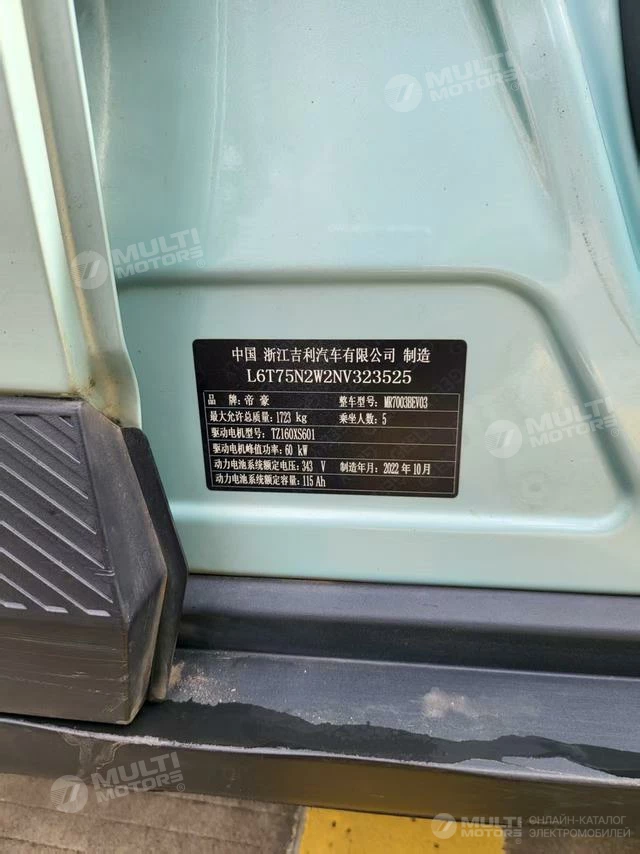 MULTI
MOTORS
MULTI
MOTORS
中国 浙江吉利汽车有限公司 制造
L6T75N2W2NV323525
品 牌: 帝豪 整车型号: MR7003BEV03
最大允许总质量: 1723 kg 乘坐人数: 5
驱动电机型号: TZ160XS601
驱动电机峰值功率: 60 kW
动力电池系统额定电压: 343 V 制造年月: 2022 年 10 月
动力电池系统额定容量: 115 Ah
MULTI
MOTORS
MULTI
MOTORS
ОНЛАЙН-КАТАЛОГ
ЭЛЕКТРОМОБИЛЕЙ